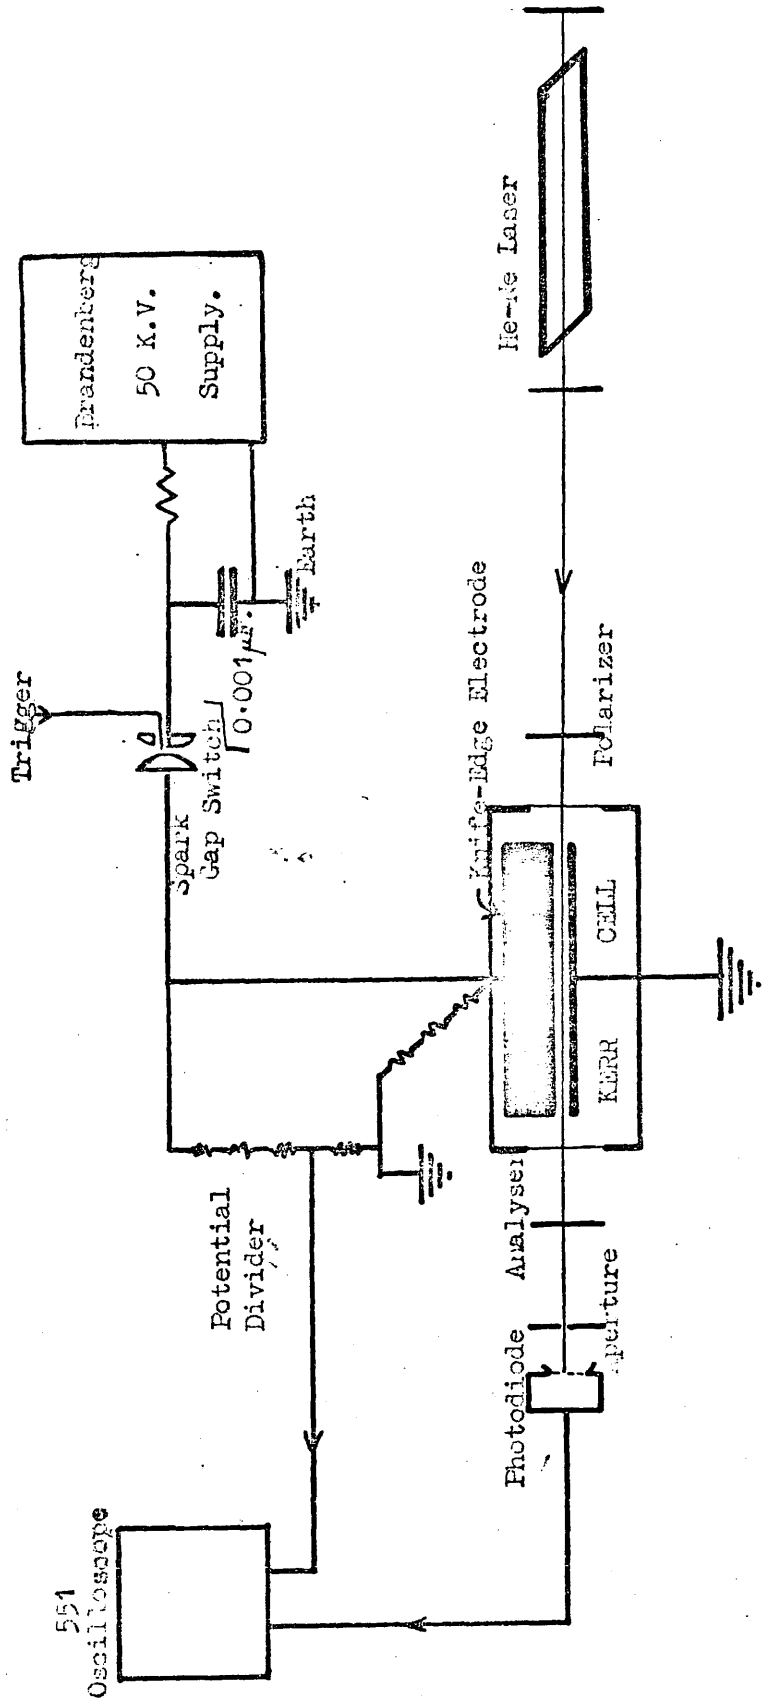 551
Oscilloscope
Potential
Divider
Trigger
Spark
Gap Switch
0.001μF.
Earth
Brandenberg
50 K.V.
Supply.
Photodiode
Aperture
Analyser
KERR CELL
Knife-Edge Electrode
Polarizer
He-Ne Laser